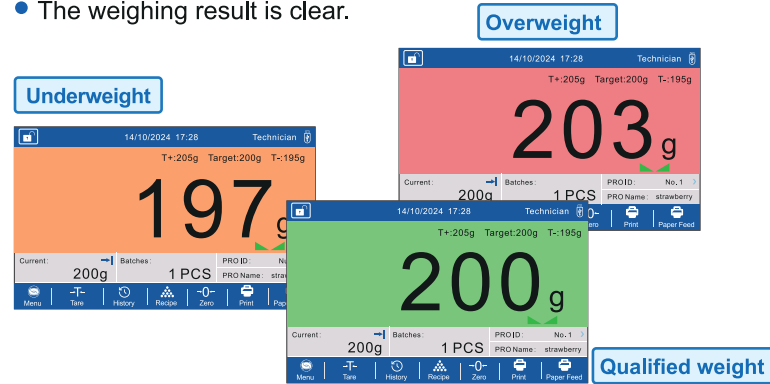 The weighing result is clear.
Overweight
14/10/2024 17:28 Technician
T+:205g Target:200g T-:195g
203g
Current: Batches: PRO ID: No. 1
200g 1 PCS PRO Name: strawberry
Print Paper Feed
Underweight
14/10/2024 17:28 Technician
T+:205g Target:200g T-:195g
197g
Current: Batches: PRO ID:
200g 1 PCS PRO Name:
Menu Tare History Recipe Zero Print
14/10/2024 17:28 Technician
T+:205g Target:200g T-:195g
200g
Current: Batches: PRO ID: No. 1
200g 1 PCS PRO Name: strawberry
Menu Tare History Recipe Zero Print Paper Feed
Qualified weight